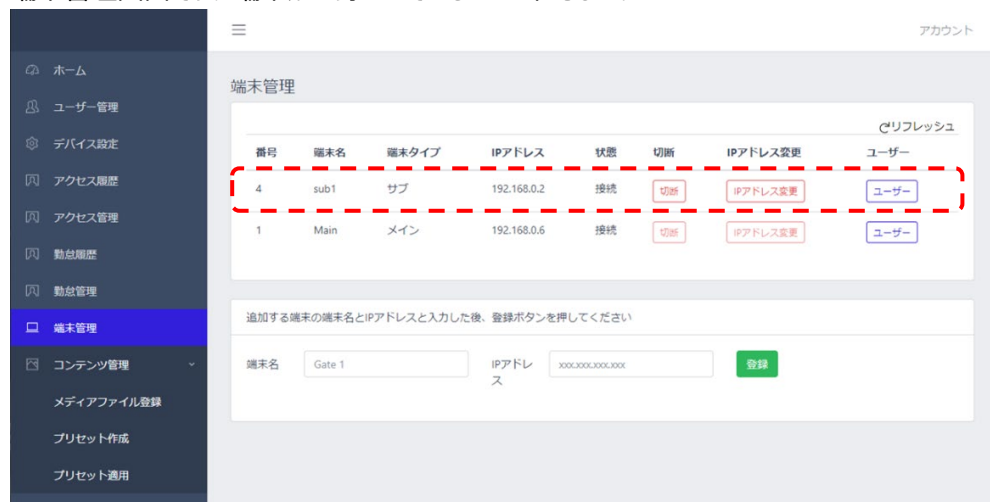 アカウント
ホーム
ユーザー管理
デバイス設定
アクセス履歴
アクセス管理
勤怠履歴
勤怠管理
端末管理
コンテンツ管理
メディアファイル登録
プリセット作成
プリセット適用
端末管理
リフレッシュ
番号 端末名 端末タイプ IPアドレス 状態 切断 IPアドレス変更 ユーザー
4 sub1 サブ 192.168.0.2 接続 切断 IPアドレス変更 ユーザー
1 Main メイン 192.168.0.6 接続 切断 IPアドレス変更 ユーザー
追加する端末の端末名とIPアドレスと入力した後、登録ボタンを押してください
端末名 Gate 1 IPアドレ xxx.xxx.xxx.xxx 登録
ス